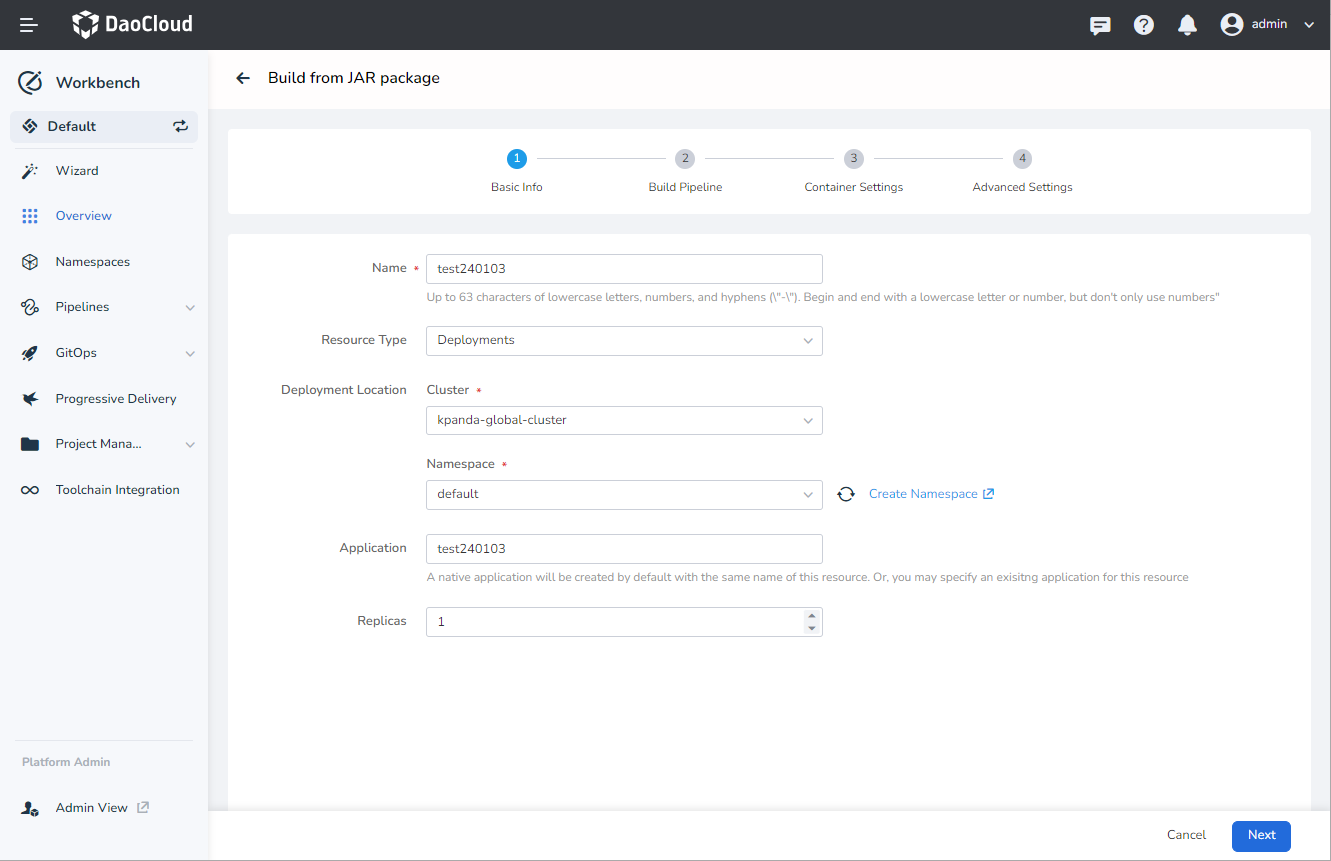 DaoCloud
admin
Workbench
Build from JAR package
Default
Wizard
Overview
Namespaces
Pipelines
GitOps
Progressive Delivery
Project Mana...
Toolchain Integration
Platform Admin
Admin View
1
2
3
4
Basic Info
Build Pipeline
Container Settings
Advanced Settings
Name *
test240103
Up to 63 characters of lowercase letters, numbers, and hyphens (\"-\"). Begin and end with a lowercase letter or number, but don't only use numbers"
Resource Type
Deployments
Deployment Location
Cluster *
kpanda-global-cluster
Namespace *
default
Create Namespace
Application
test240103
A native application will be created by default with the same name of this resource. Or, you may specify an exisitng application for this resource
Replicas
1
Cancel
Next